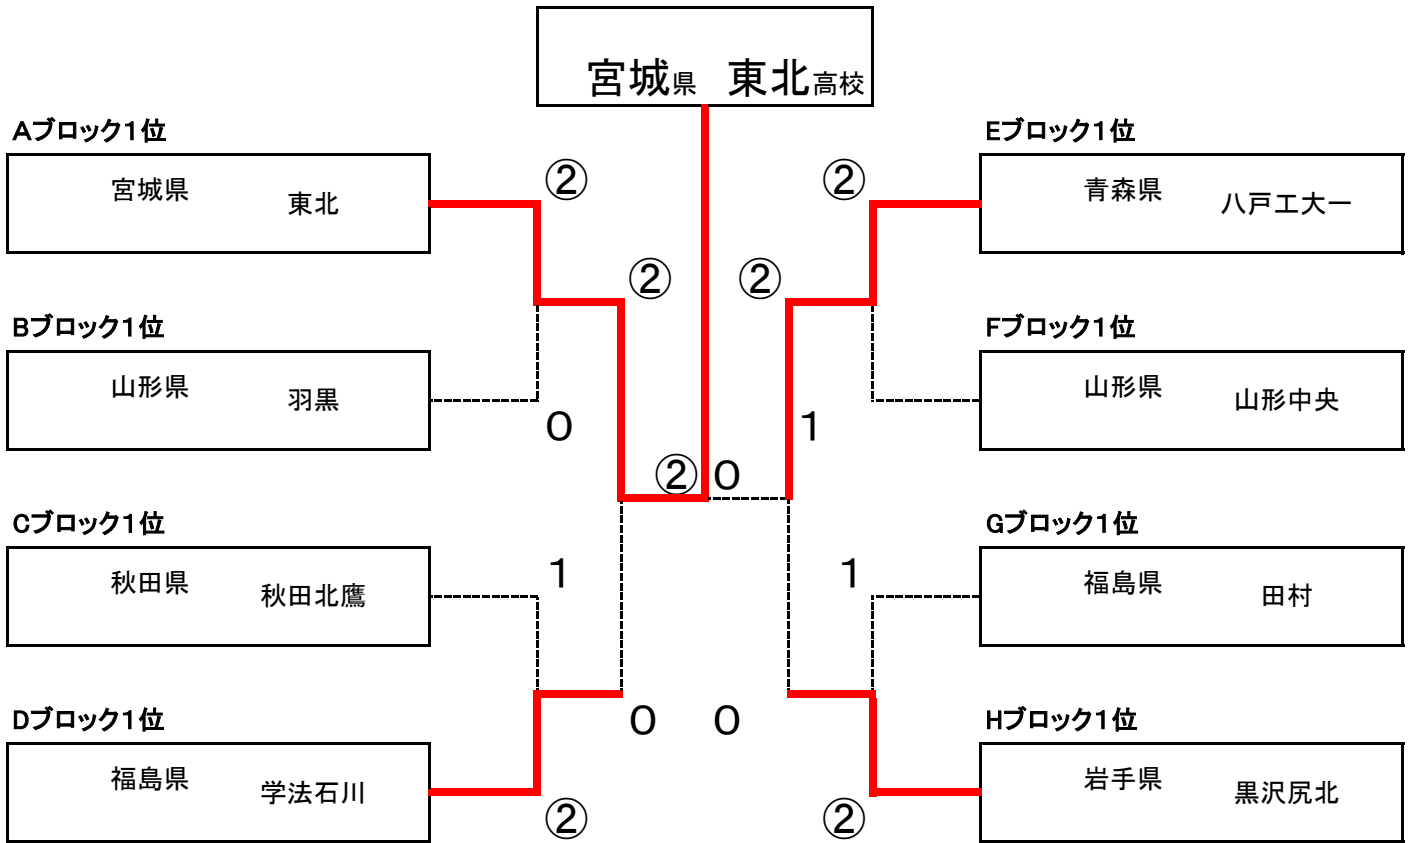 宮城県 東北高校
Aブロック1位
宮城県 東北
②
Bブロック1位
山形県 羽黒
0
②
Cブロック1位
秋田県 秋田北鷹
1
Dブロック1位
福島県 学法石川
②
0
② 0
Eブロック1位
青森県 八戸工大一
②
Fブロック1位
山形県 山形中央
1
②
Gブロック1位
福島県 田村
1
Hブロック1位
岩手県 黒沢尻北
②
0